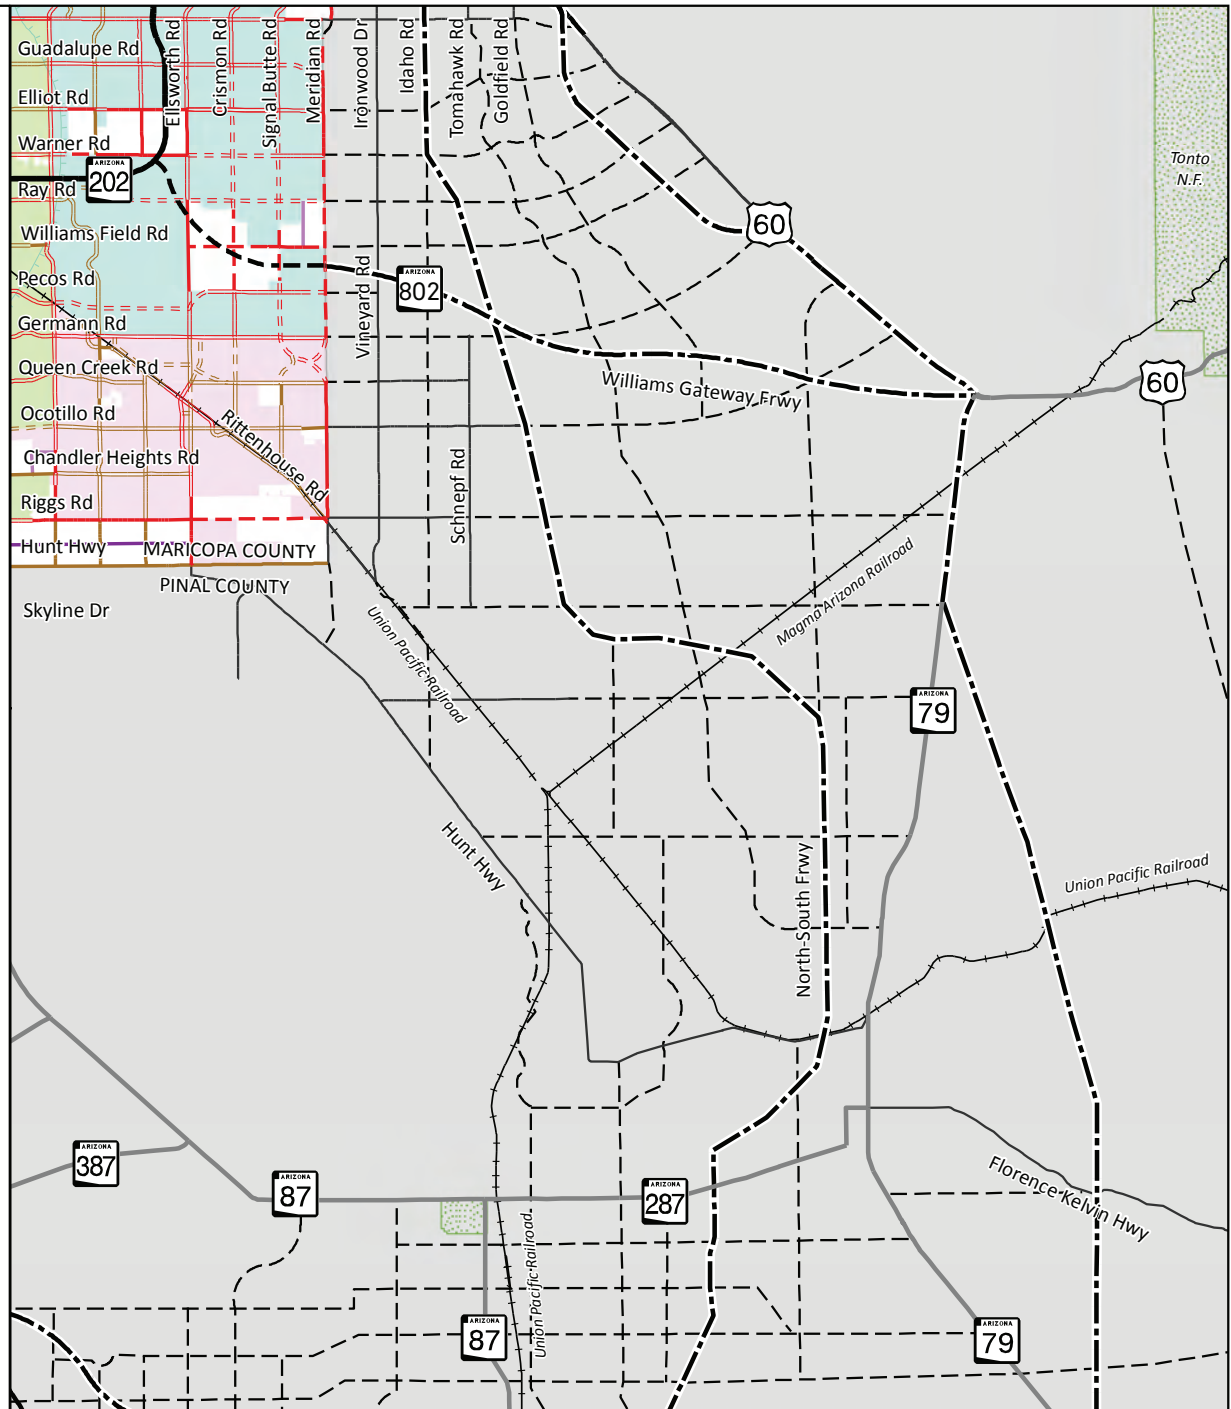 Guadalupe Rd
Elliot Rd
Warner Rd
Ray Rd
Williams Field Rd
Pecos Rd
Germann Rd
Queen Creek Rd
Ocotillo Rd
Chandler Heights Rd
Riggs Rd
Hunt Hwy
Skyline Dr
Ellsworth Rd
Crismon Rd
Signal Butte Rd
Meridian Rd
Ironwood Dr
Idaho Rd
Tomahawk Rd
Goldfield Rd
ARIZONA
202
Tonto
N.F.
60
Vineyard Rd
ARIZONA
802
Williams Gateway Frwy
60
Rittenhouse Rd
Schnepf Rd
MARICOPA COUNTY
PINAL COUNTY
Union Pacific Railroad
Magma Arizona Railroad
ARIZONA
79
Hunt Hwy
North-South Frwy
Union Pacific Railroad
ARIZONA
387
ARIZONA
87
ARIZONA
287
Florence Kelvin Hwy
Union Pacific Railroad
ARIZONA
87
ARIZONA
79